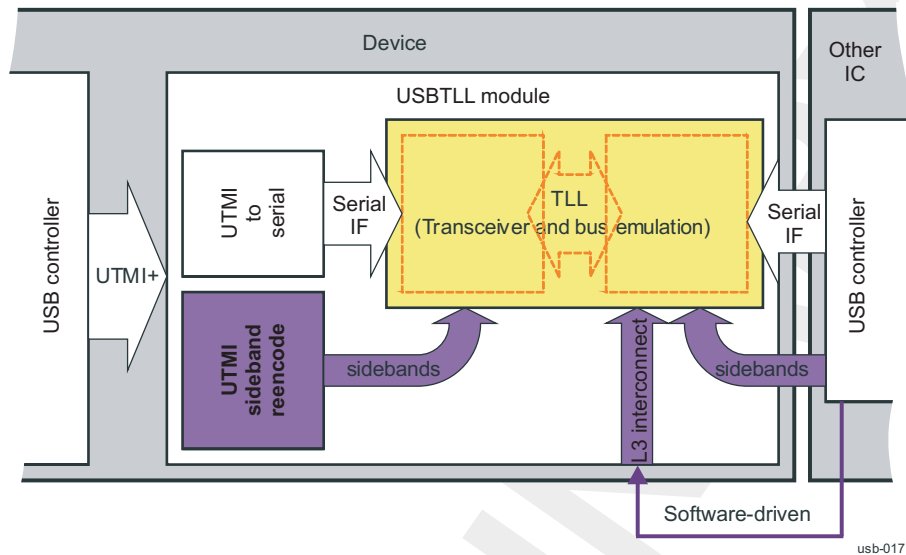 Device
Other
IC
USBTLL module
USB controller
UTMI+
UTMI
to
serial
Serial
IF
TLL
(Transceiver and bus emulation)
Serial
IF
USB controller
UTMI
sideband
reencode
sidebands
L3 interconnect
sidebands
Software-driven
usb-017